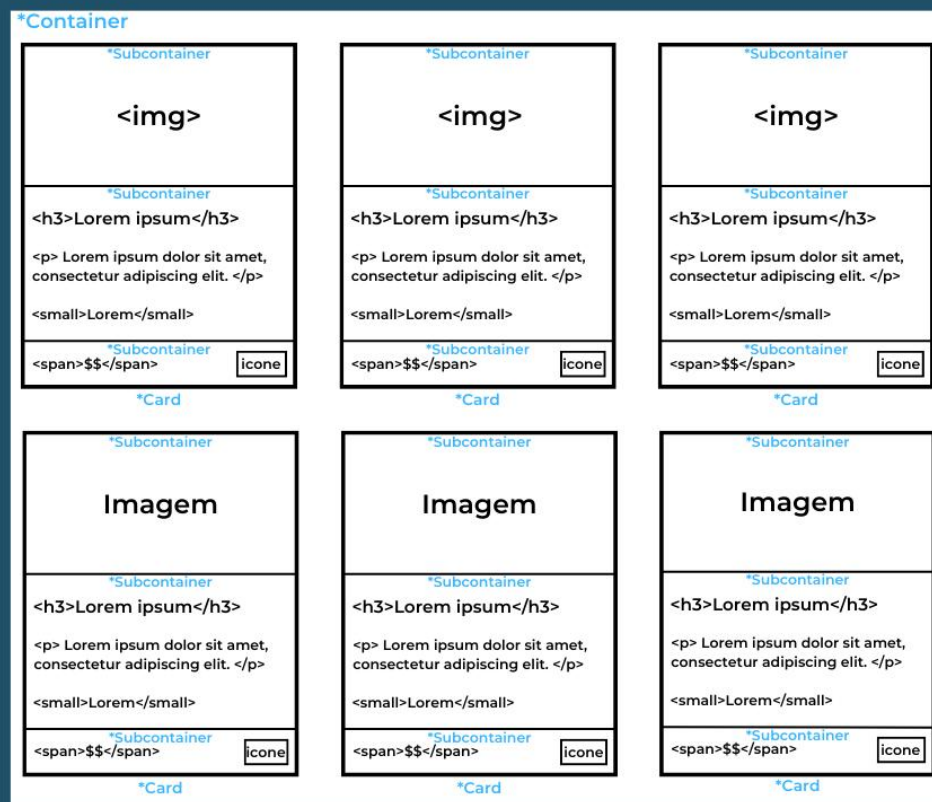 *Container
*Subcontainer
<img>
*Subcontainer
<h3>Lorem ipsum</h3>
<p> Lorem ipsum dolor sit amet,
consectetur adipiscing elit. </p>
<small>Lorem</small>
*Subcontainer
<span>$$</span>
icone
*Card
*Subcontainer
<img>
*Subcontainer
<h3>Lorem ipsum</h3>
<p> Lorem ipsum dolor sit amet,
consectetur adipiscing elit. </p>
<small>Lorem</small>
*Subcontainer
<span>$$</span>
icone
*Card
*Subcontainer
<img>
*Subcontainer
<h3>Lorem ipsum</h3>
<p> Lorem ipsum dolor sit amet,
consectetur adipiscing elit. </p>
<small>Lorem</small>
*Subcontainer
<span>$$</span>
icone
*Card
*Subcontainer
Imagem
*Subcontainer
<h3>Lorem ipsum</h3>
<p> Lorem ipsum dolor sit amet,
consectetur adipiscing elit. </p>
<small>Lorem</small>
*Subcontainer
<span>$$</span>
icone
*Card
*Subcontainer
Imagem
*Subcontainer
<h3>Lorem ipsum</h3>
<p> Lorem ipsum dolor sit amet,
consectetur adipiscing elit. </p>
<small>Lorem</small>
*Subcontainer
<span>$$</span>
icone
*Card
*Subcontainer
Imagem
*Subcontainer
<h3>Lorem ipsum</h3>
<p> Lorem ipsum dolor sit amet,
consectetur adipiscing elit. </p>
<small>Lorem</small>
*Subcontainer
<span>$$</span>
icone
*Card